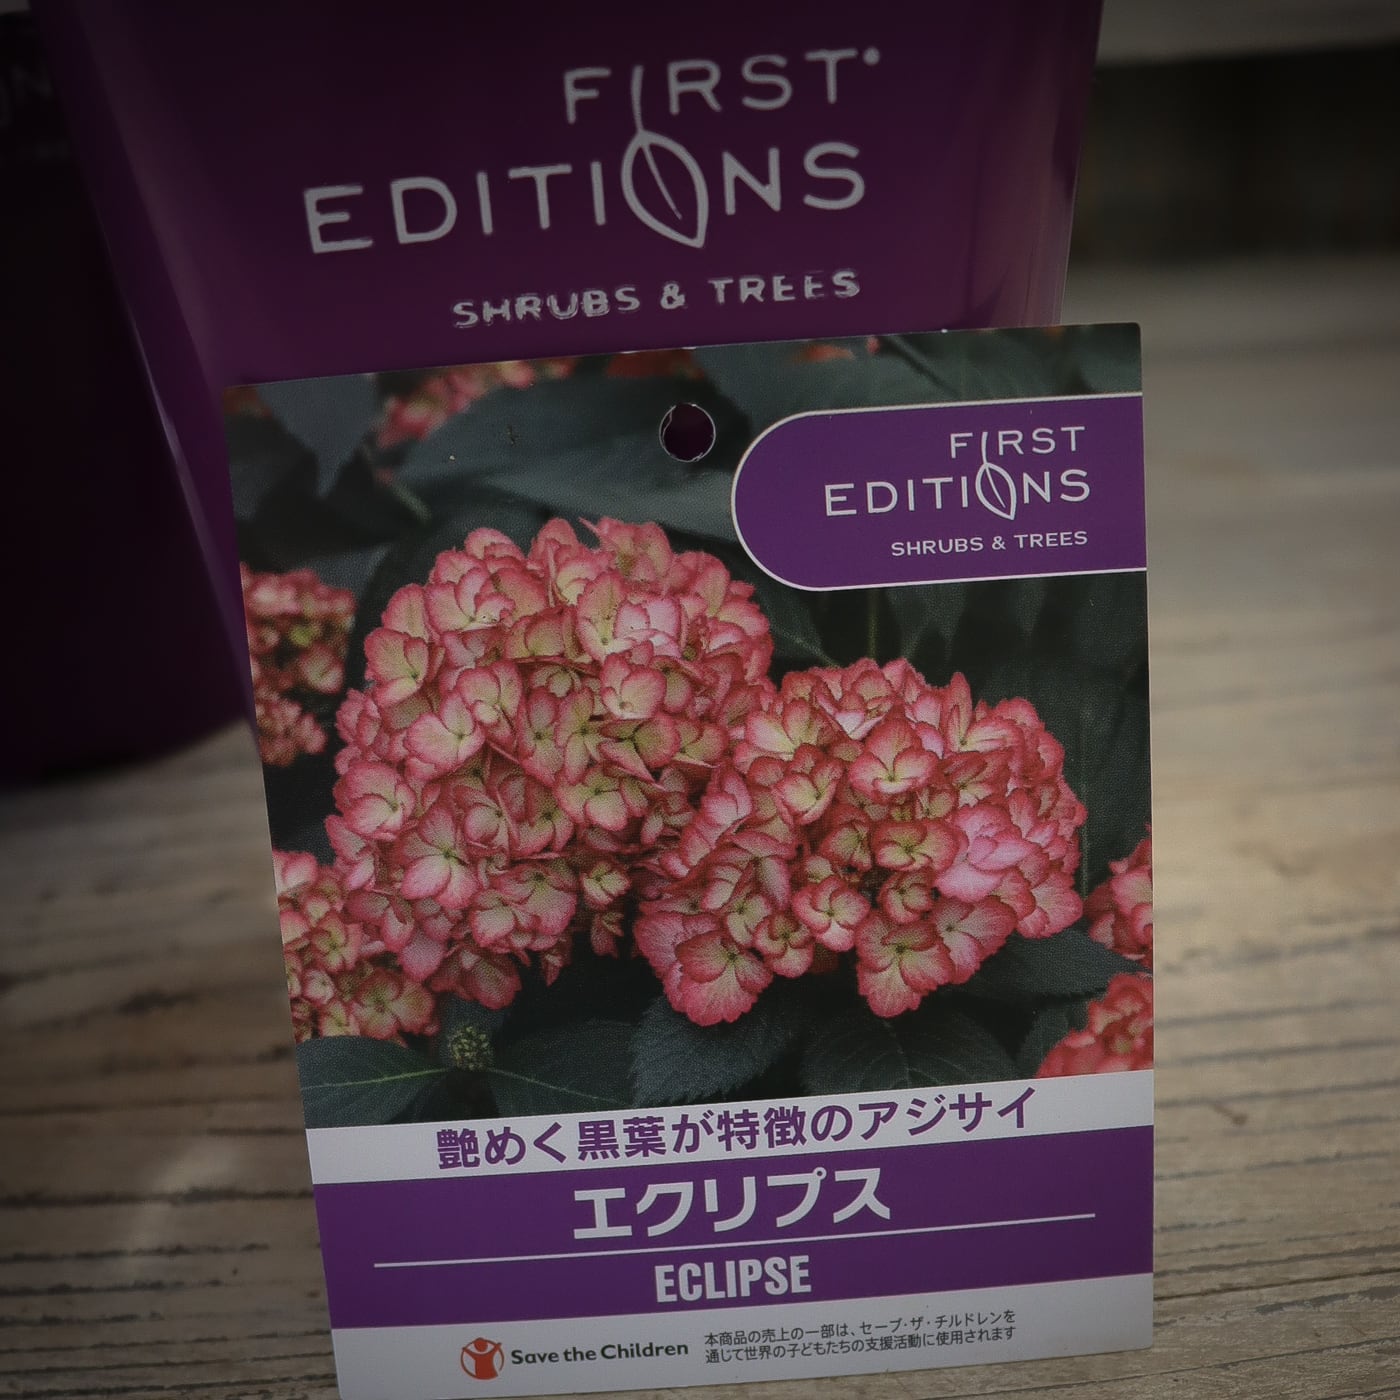 FIRST®
EDITIONS
SHRUBS & TREES
FIRST
EDITIONS
SHRUBS & TREES
艶めく黒葉が特徴のアジサイ
エクリプス
ECLIPSE
Save the Children
本商品の売上の一部は、セーブ・ザ・チルドレンを
通じて世界の子どもたちの支援活動に使用されます